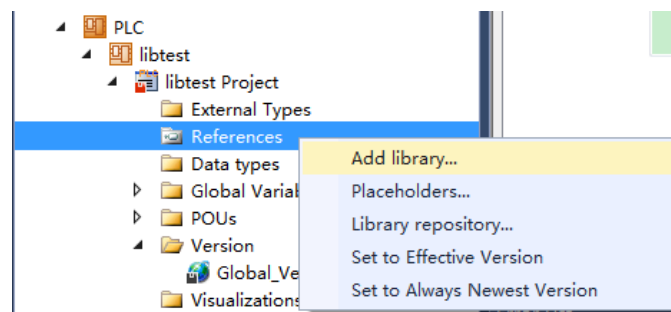 PLC
libtest
libtest Project
External Types
References
Data types
Global Varia
POUs
Version
Global_Ve
Visualizations
Add library...
Placeholders...
Library repository...
Set to Effective Version
Set to Always Newest Version